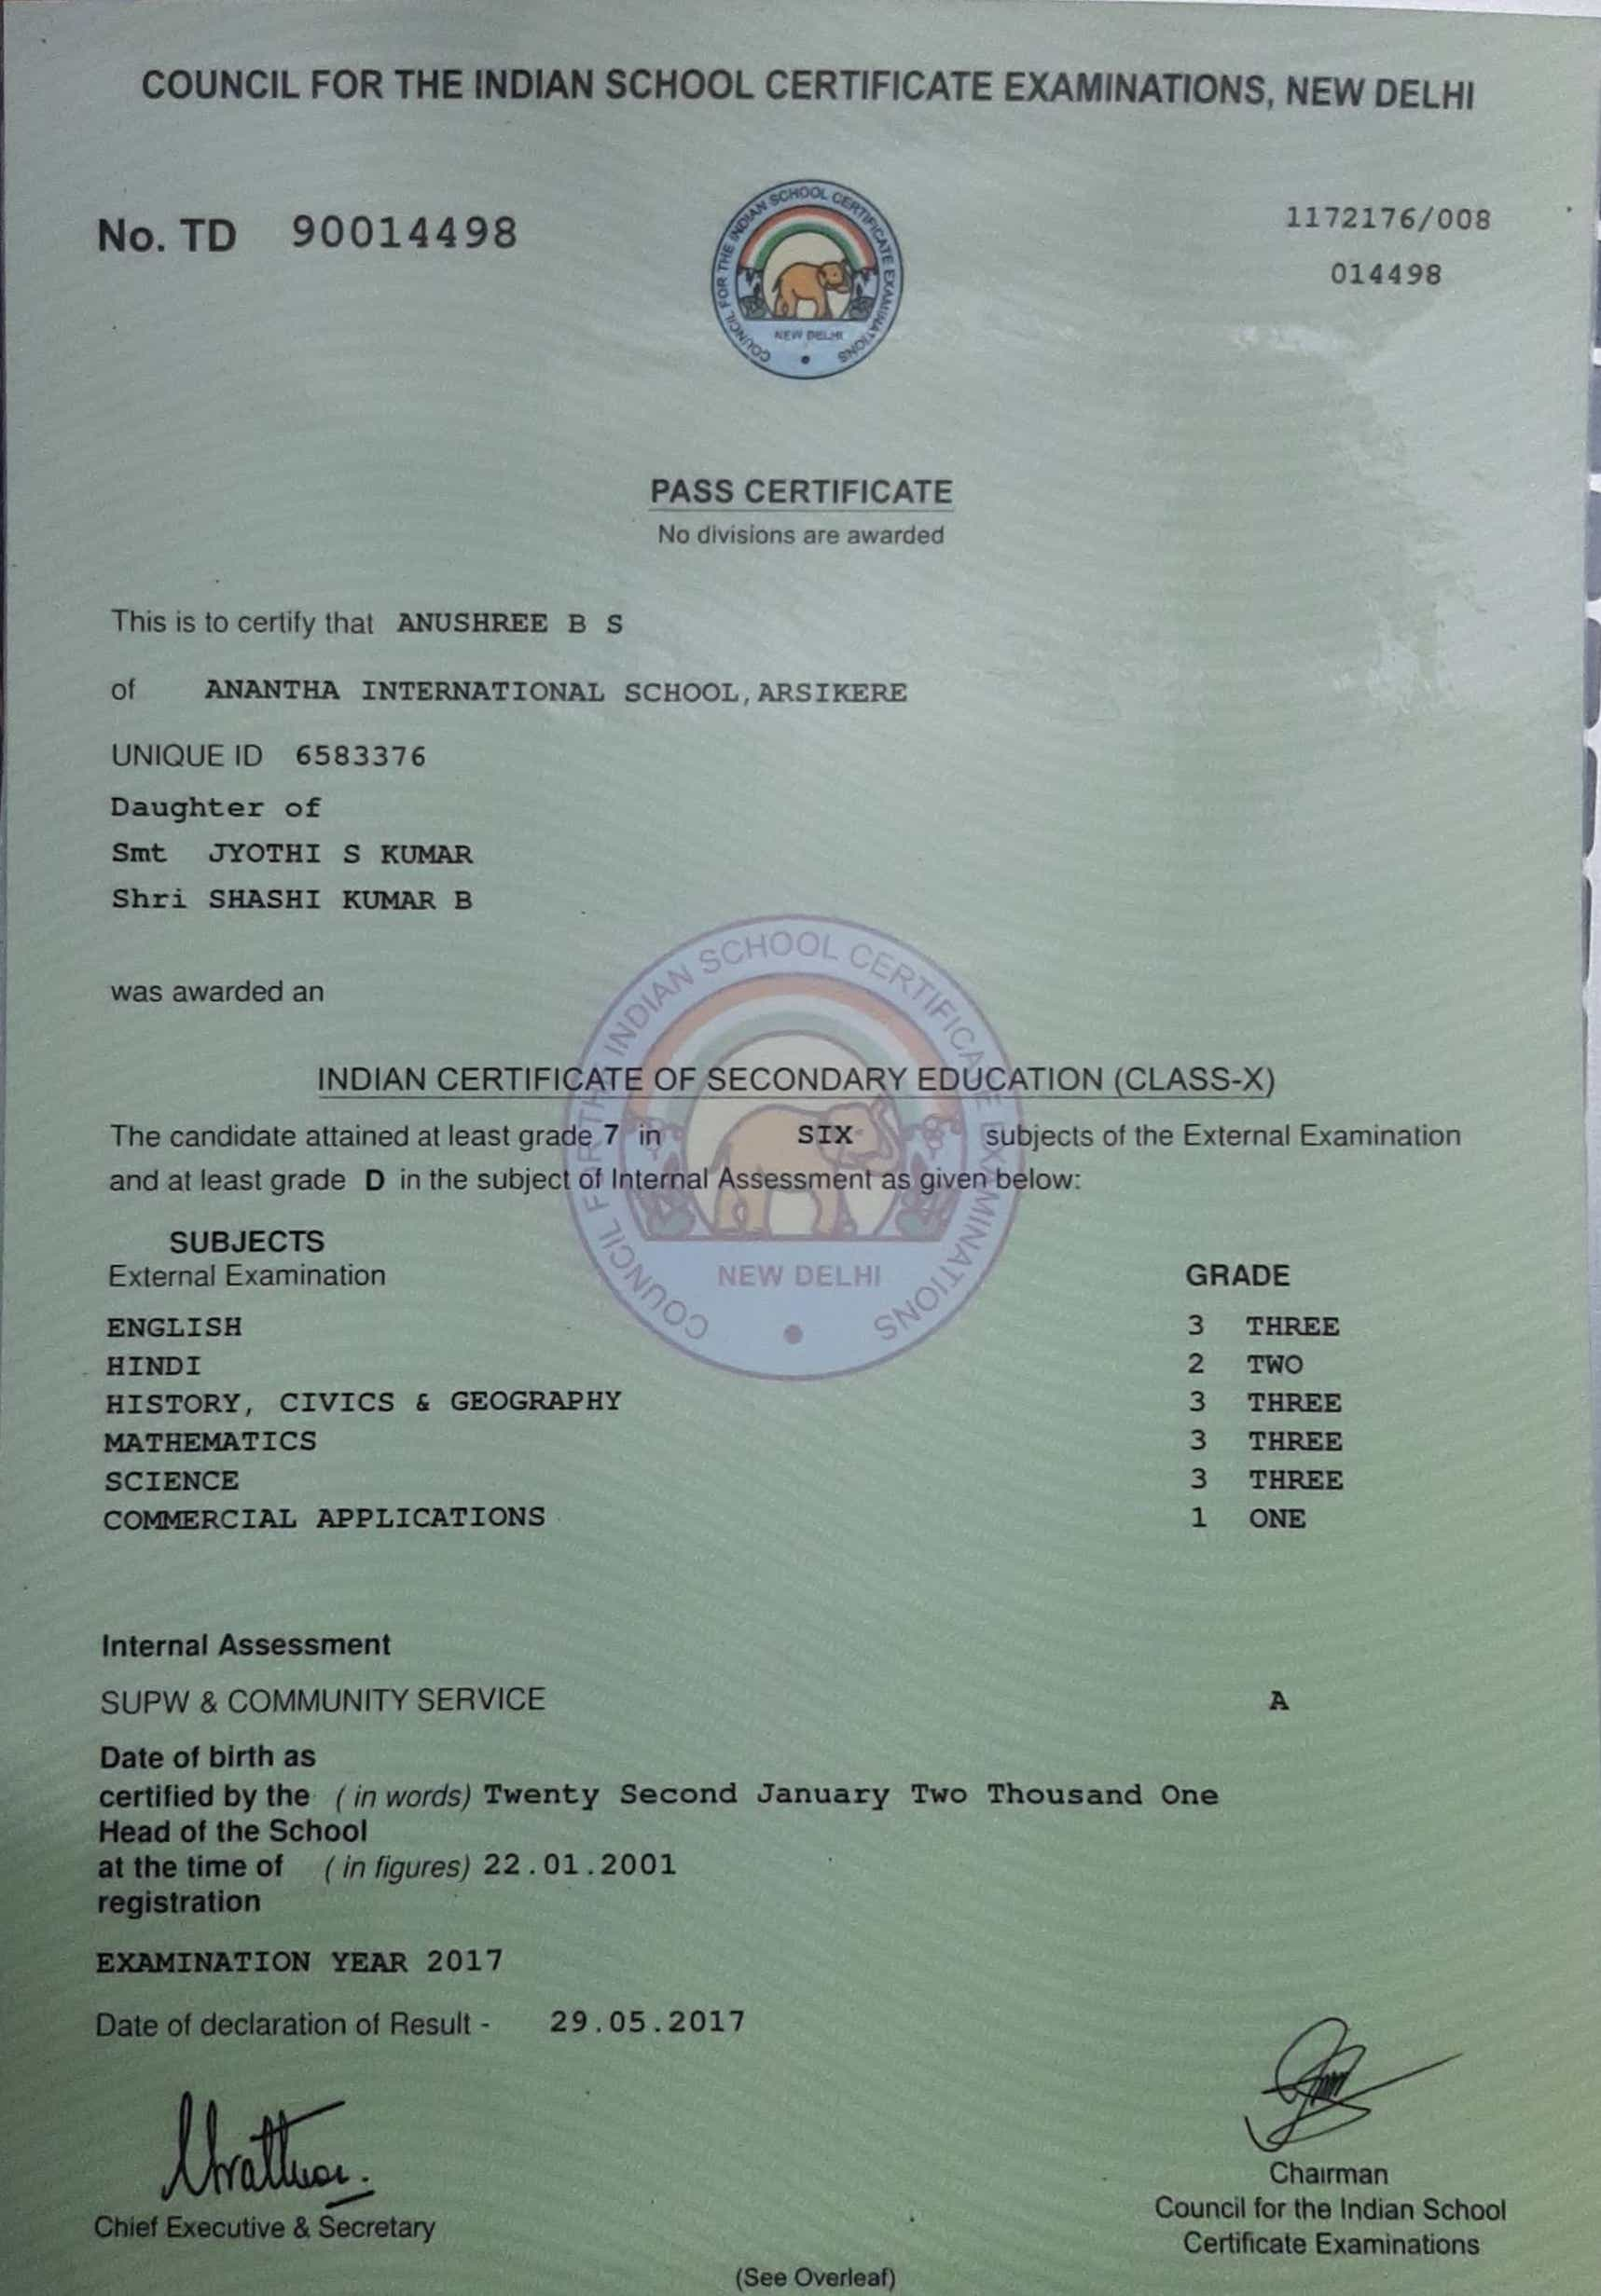 COUNCIL FOR THE INDIAN SCHOOL CERTIFICATE EXAMINATIONS, NEW DELHI
No. TD 90014498
1172176/008
014498
COUNCIL FOR THE INDIAN SCHOOL CERTIFICATE EXAMINATIONS
NEW DELHI
PASS CERTIFICATE
No divisions are awarded
This is to certify that ANUSHREE B S
of ANANTHA INTERNATIONAL SCHOOL, ARSIKERE
UNIQUE ID 6583376
Daughter of
Smt JYOTHI S KUMAR
Shri SHASHI KUMAR B
was awarded an
INDIAN CERTIFICATE OF SECONDARY EDUCATION (CLASS-X)
The candidate attained at least grade 7 in SIX subjects of the External Examination
and at least grade D in the subject of Internal Assessment as given below:
COUNCIL FOR THE INDIAN SCHOOL CERTIFICATE EXAMINATIONS
NEW DELHI
SUBJECTS
External Examination GRADE
ENGLISH 3 THREE
HINDI 2 TWO
HISTORY, CIVICS & GEOGRAPHY 3 THREE
MATHEMATICS 3 THREE
SCIENCE 3 THREE
COMMERCIAL APPLICATIONS 1 ONE
Internal Assessment
SUPW & COMMUNITY SERVICE A
Date of birth as
certified by the (in words) Twenty Second January Two Thousand One
Head of the School
at the time of (in figures) 22.01.2001
registration
EXAMINATION YEAR 2017
Date of declaration of Result - 29.05.2017
Chief Executive & Secretary
Chairman
Council for the Indian School
Certificate Examinations
(See Overleaf)